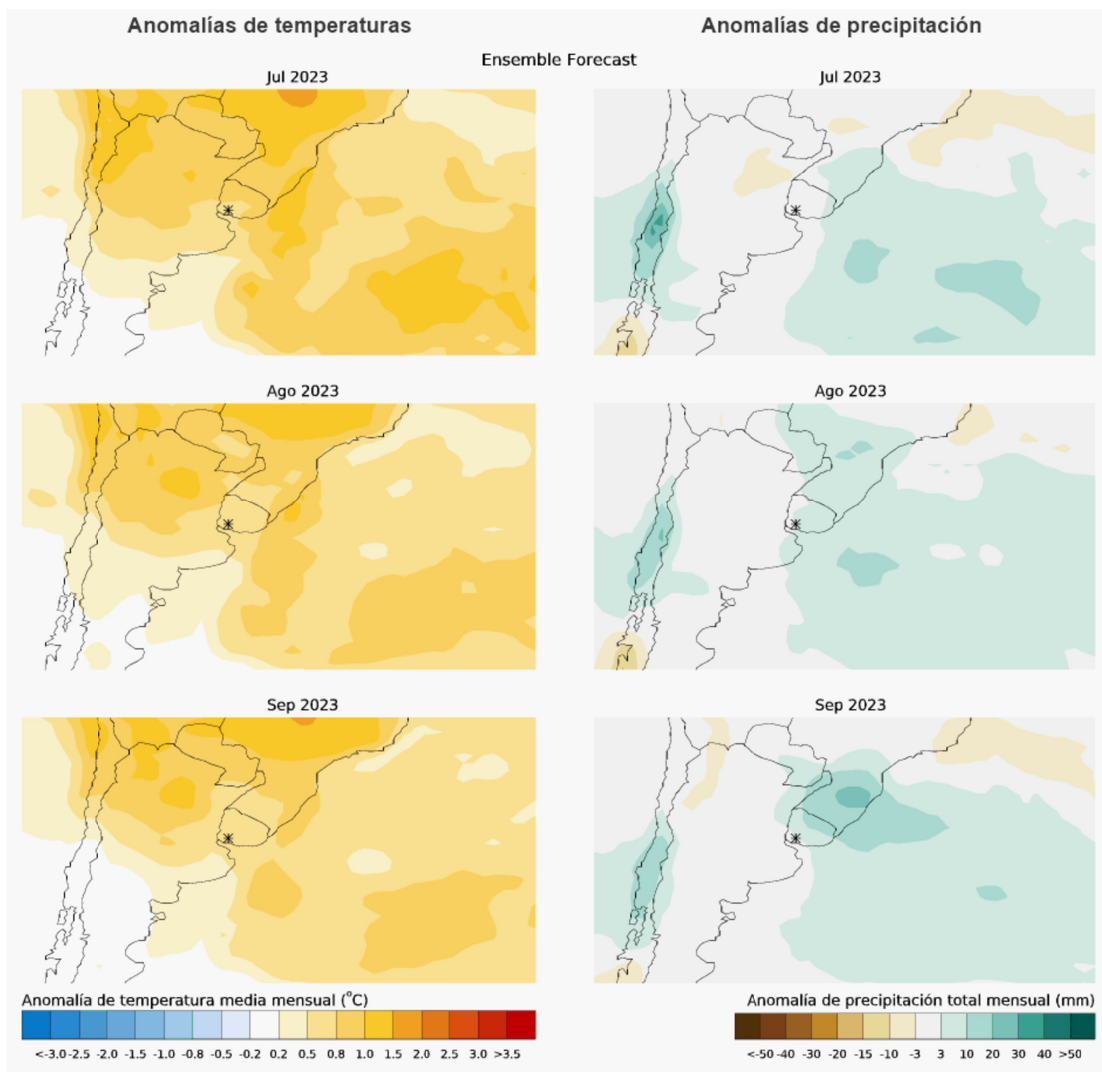 Anomalías de temperaturas
Anomalías de precipitación
Ensemble Forecast
Jul 2023
Jul 2023
Ago 2023
Ago 2023
Sep 2023
Sep 2023
Anomalía de temperatura media mensual (°C)
<-3.0 -2.5 -2.0 -1.5 -1.0 -0.8 -0.5 -0.2 0.2 0.5 0.8 1.0 1.5 2.0 2.5 3.0 >3.5
Anomalía de precipitación total mensual (mm)
<-50 -40 -30 -20 -15 -10 -3 3 10 20 30 40 >50